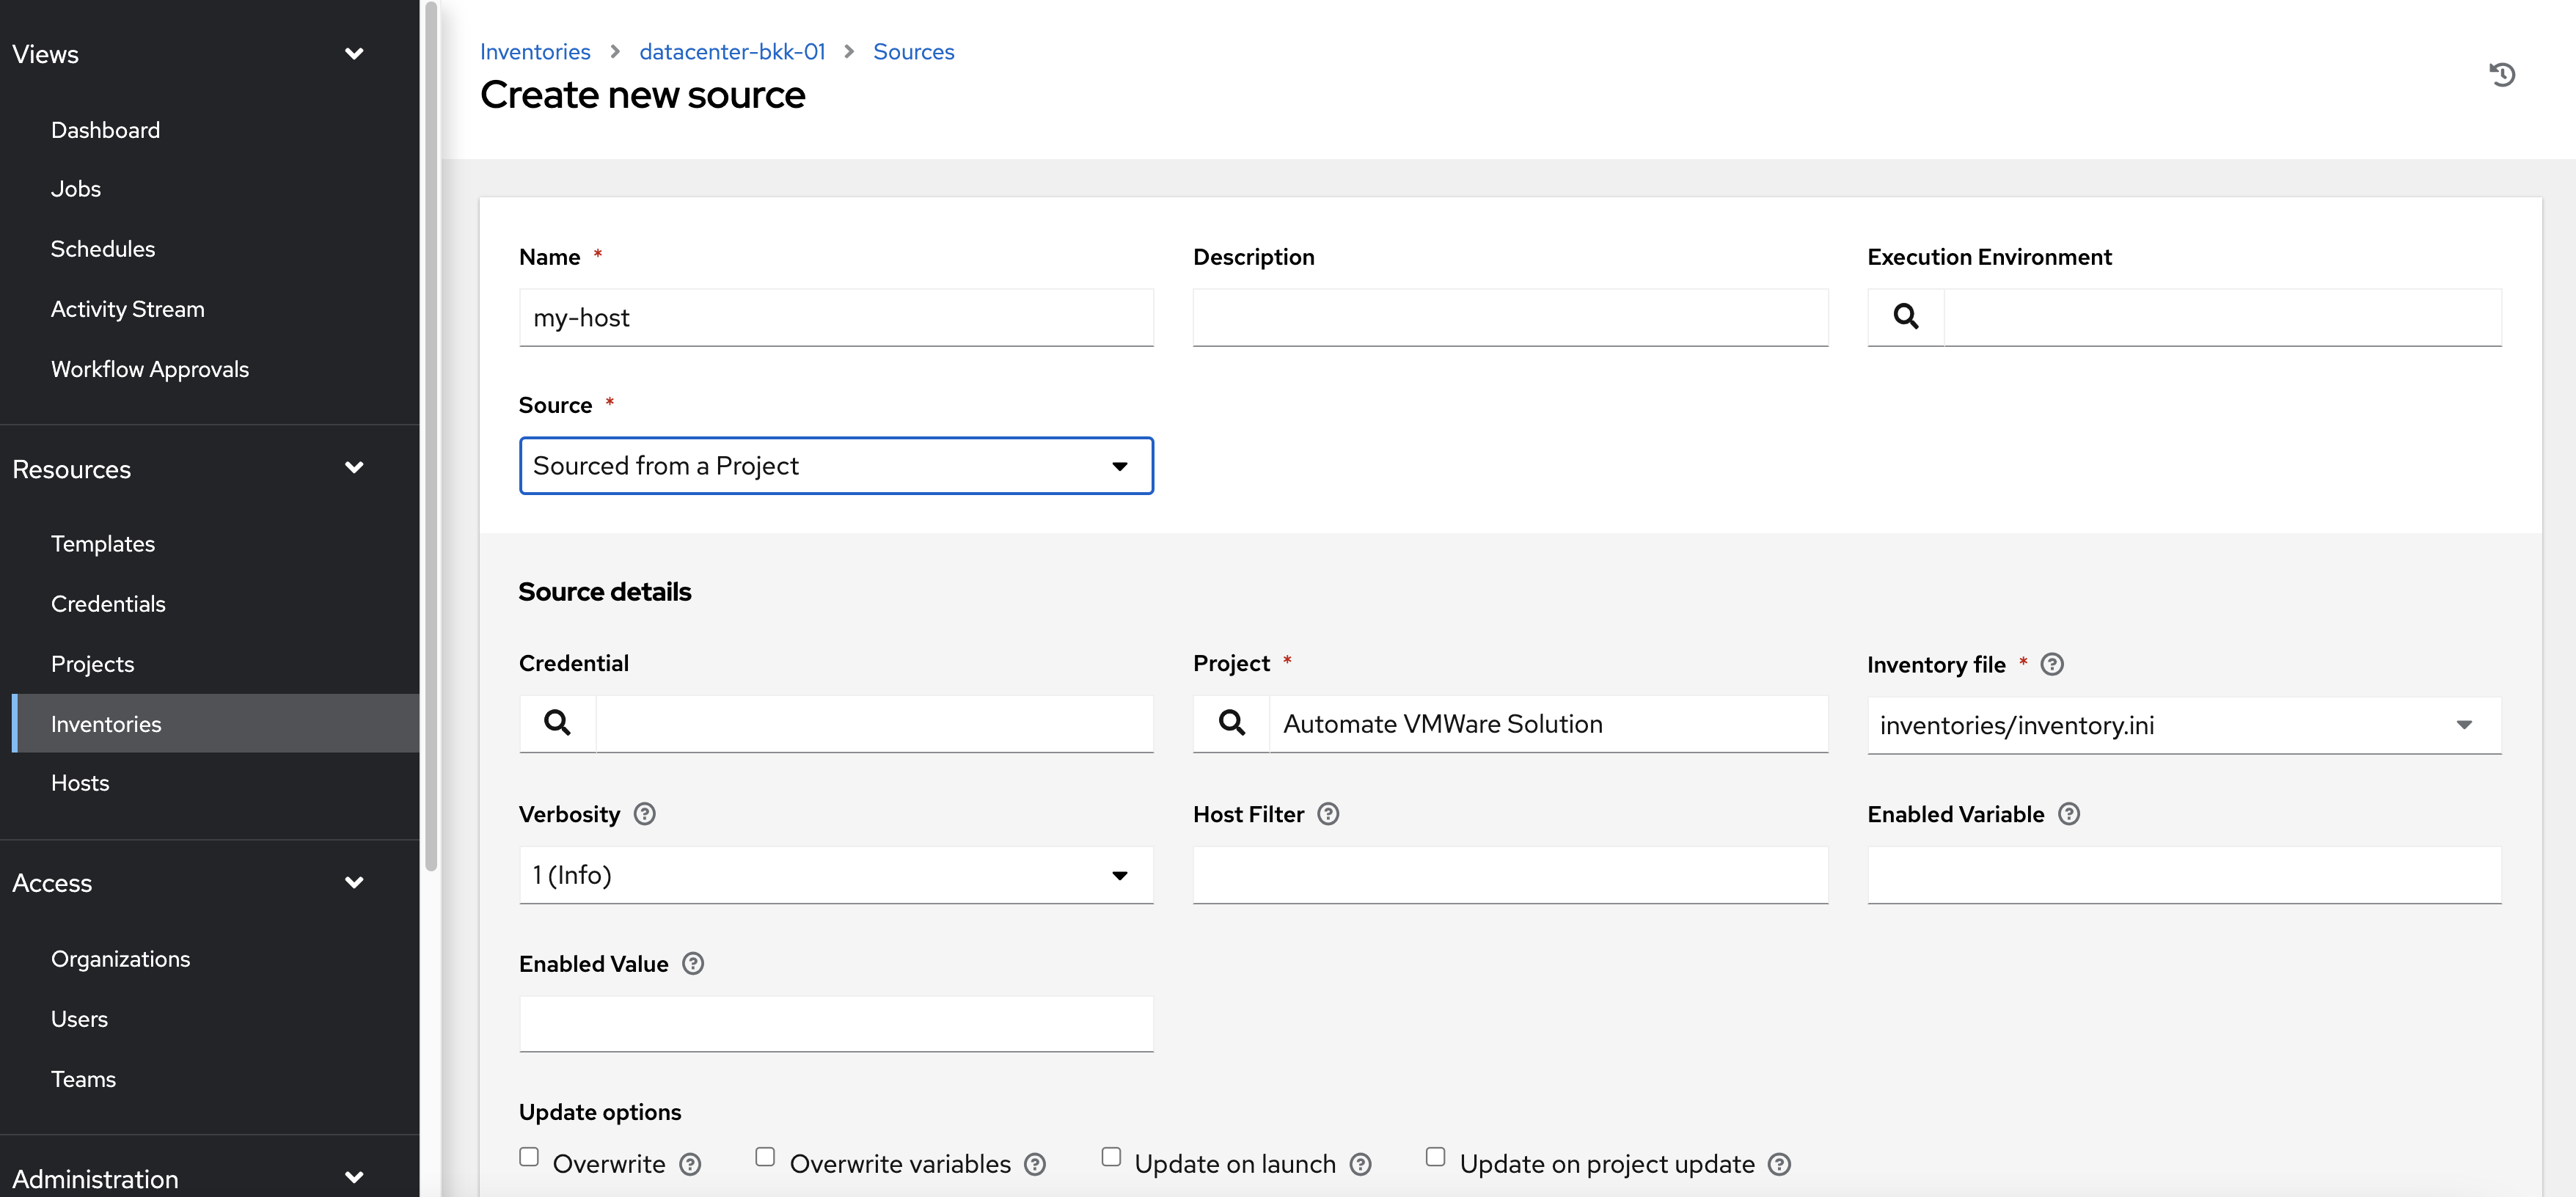 Views
Dashboard
Jobs
Schedules
Activity Stream
Workflow Approvals
Resources
Templates
Credentials
Projects
Inventories
Hosts
Access
Organizations
Users
Teams
Administration
Inventories > datacenter-bkk-01 > Sources
Create new source
Name * Description Execution Environment
my-host
Source *
Sourced from a Project
Source details
Credential Project * Inventory file *
Automate VMWare Solution inventories/inventory.ini
Verbosity Host Filter Enabled Variable
1 (Info)
Enabled Value
Update options
Overwrite Overwrite variables Update on launch Update on project update